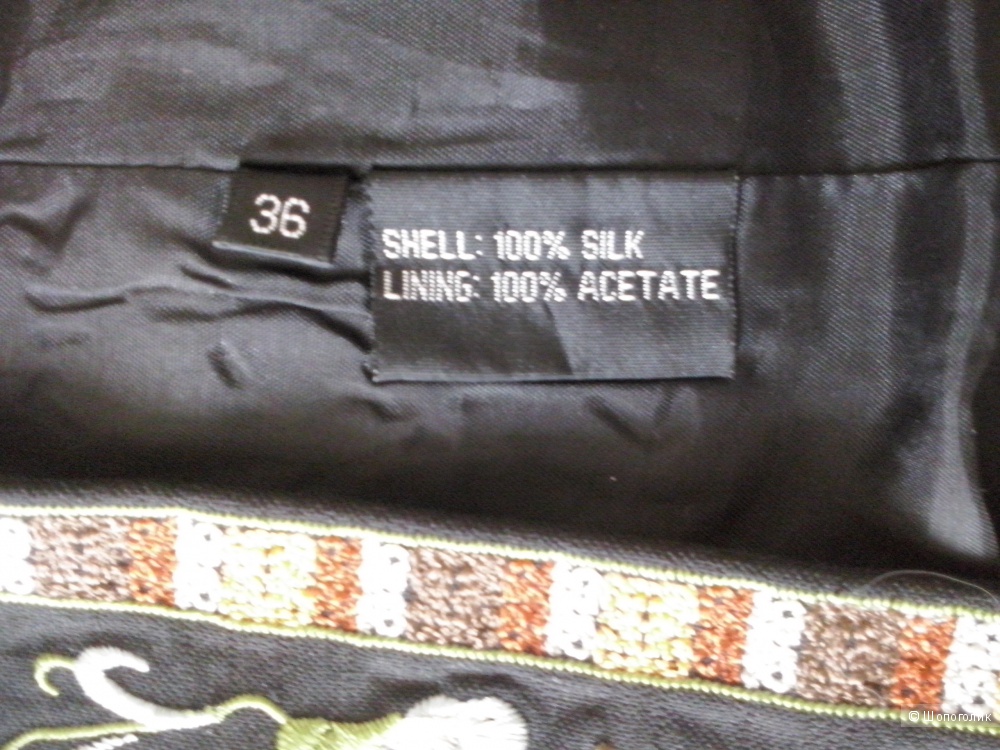 36
SHELL: 100% SILK
LINING: 100% ACETATE
© Шопоголик